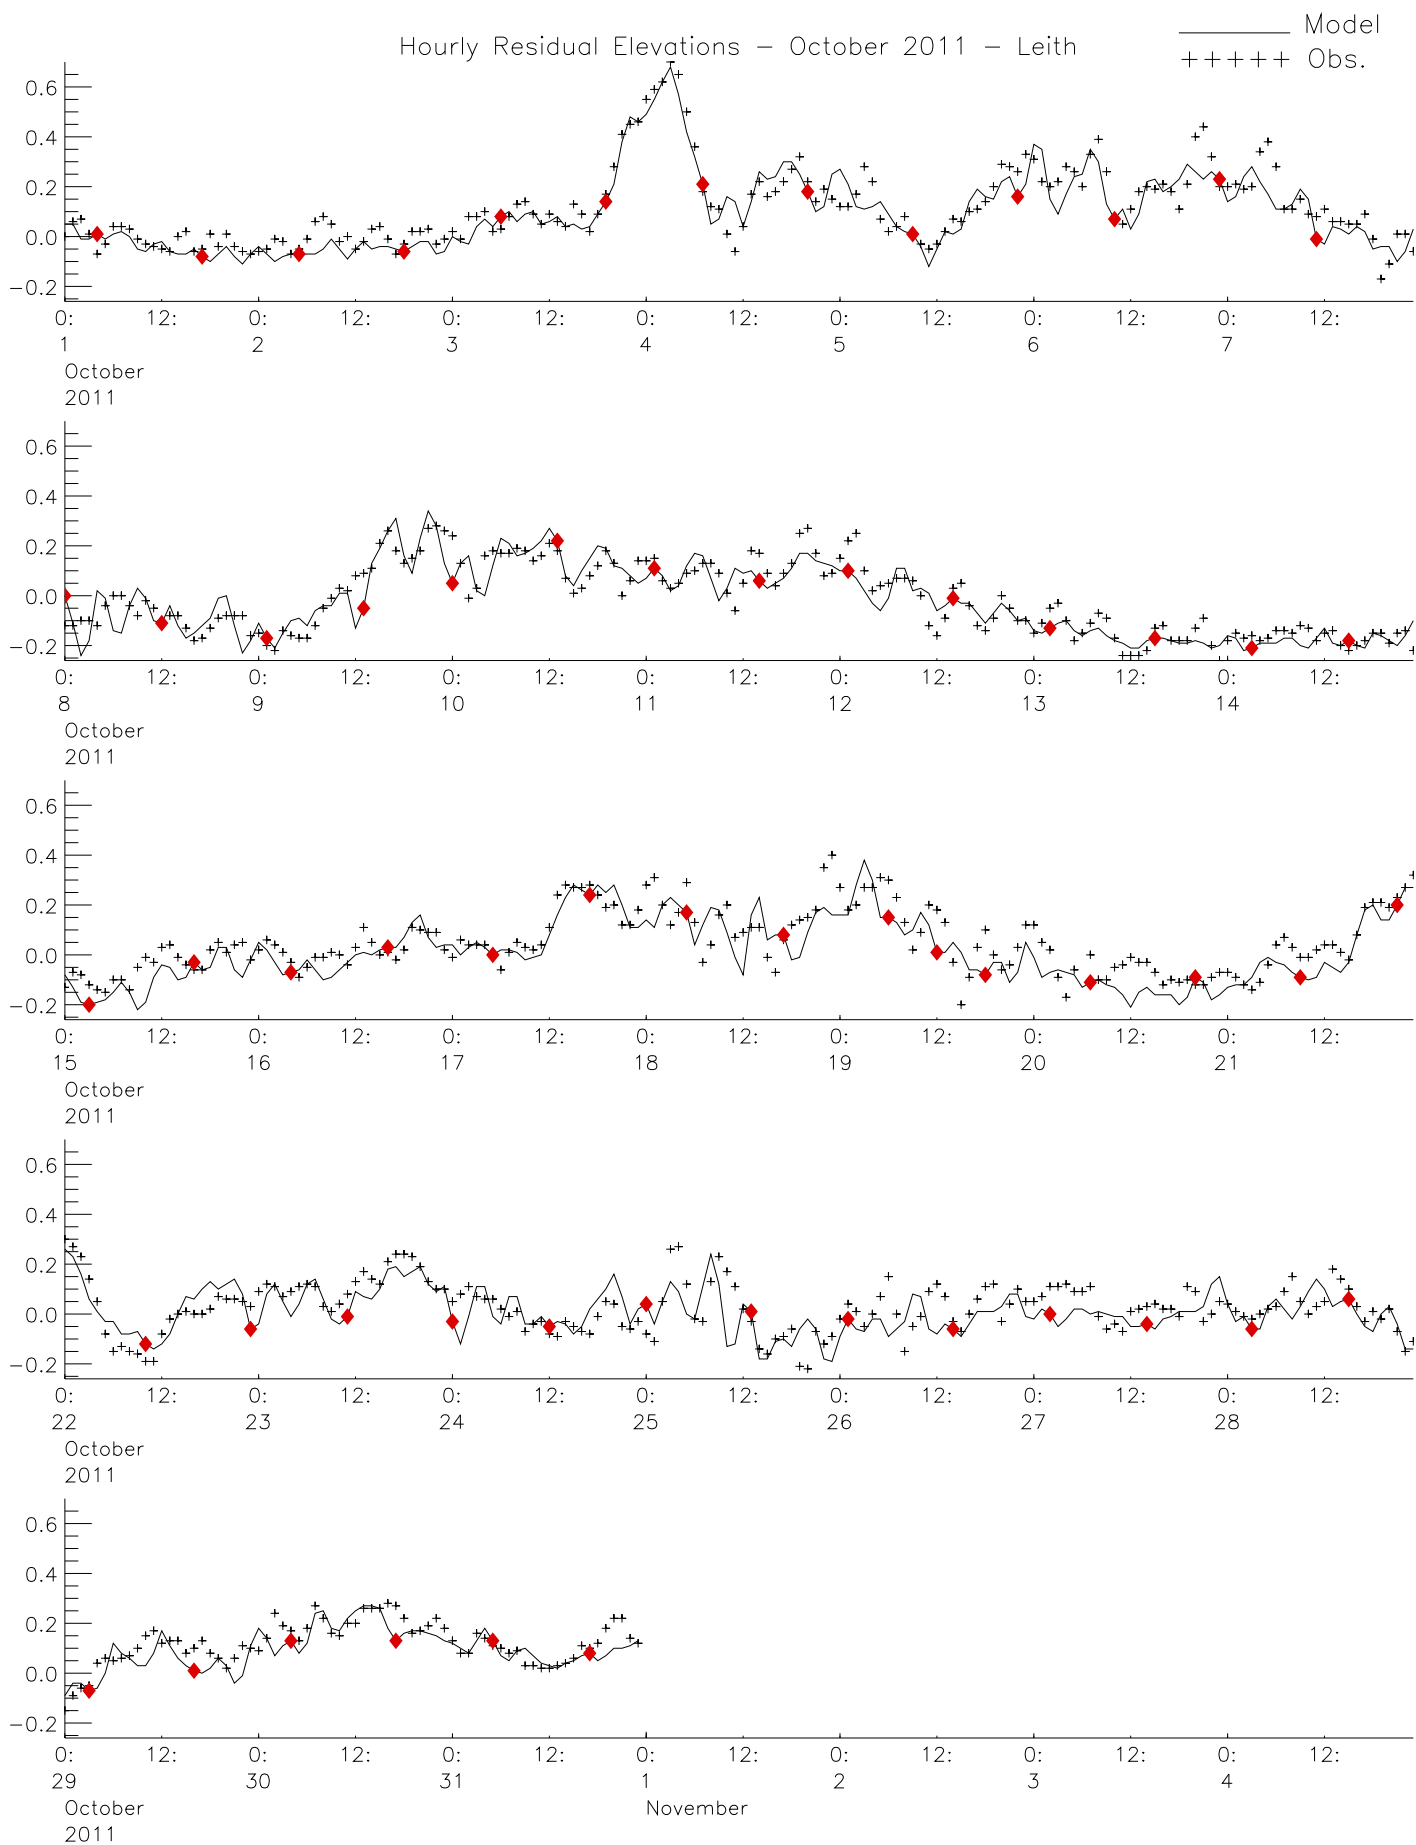 Hourly Residual Elevations − October 2011 − Leith
Model
+++++ Obs.
0.6
0.4
0.2
0.0
−0.2
0: 12: 0: 12: 0: 12: 0: 12: 0: 12: 0: 12: 0: 12:
1 2 3 4 5 6 7
October
2011
0.6
0.4
0.2
0.0
−0.2
0: 12: 0: 12: 0: 12: 0: 12: 0: 12: 0: 12: 0: 12:
8 9 10 11 12 13 14
October
2011
0.6
0.4
0.2
0.0
−0.2
0: 12: 0: 12: 0: 12: 0: 12: 0: 12: 0: 12: 0: 12:
15 16 17 18 19 20 21
October
2011
0.6
0.4
0.2
0.0
−0.2
0: 12: 0: 12: 0: 12: 0: 12: 0: 12: 0: 12: 0: 12:
22 23 24 25 26 27 28
October
2011
0.6
0.4
0.2
0.0
−0.2
0: 12: 0: 12: 0: 12: 0: 12: 0: 12: 0: 12: 0: 12:
29 30 31 1 2 3 4
October November
2011